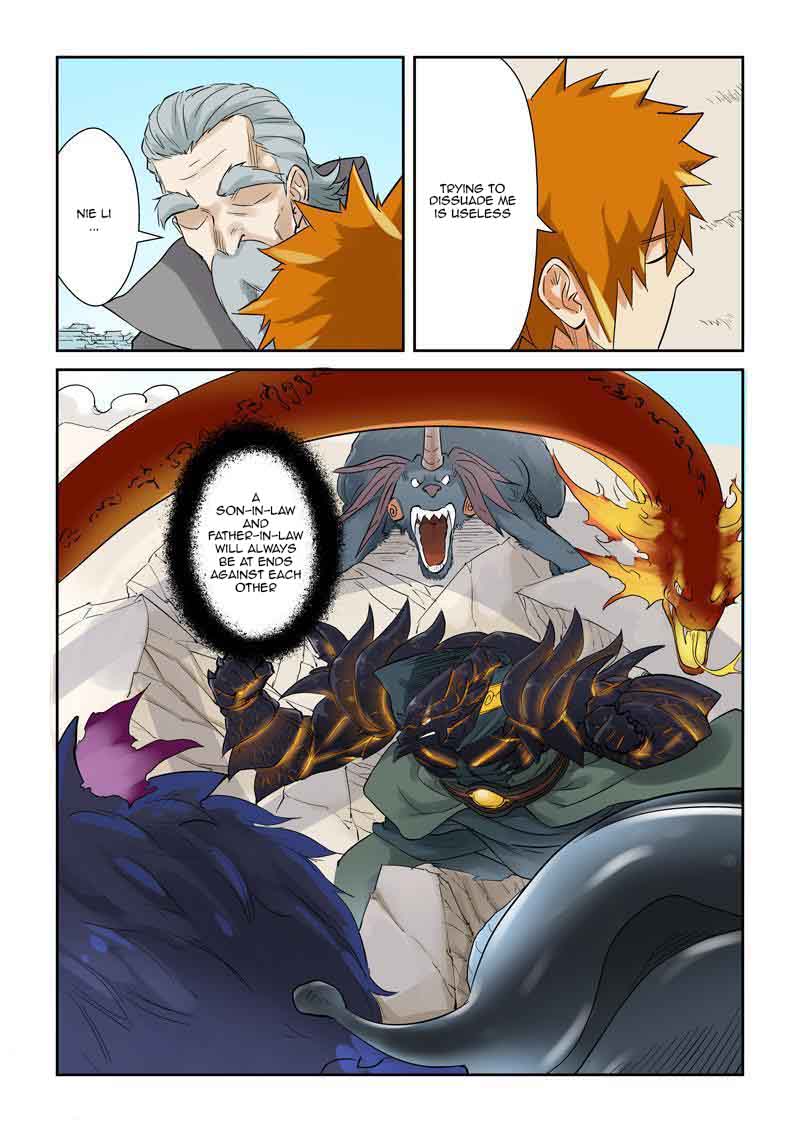 NIE LI
...
TRYING TO
DISSUADE ME
IS USELESS
A
SON-IN-LAW
AND
FATHER-IN-LAW
WILL ALWAYS
BE AT ENDS
AGAINST EACH
OTHER